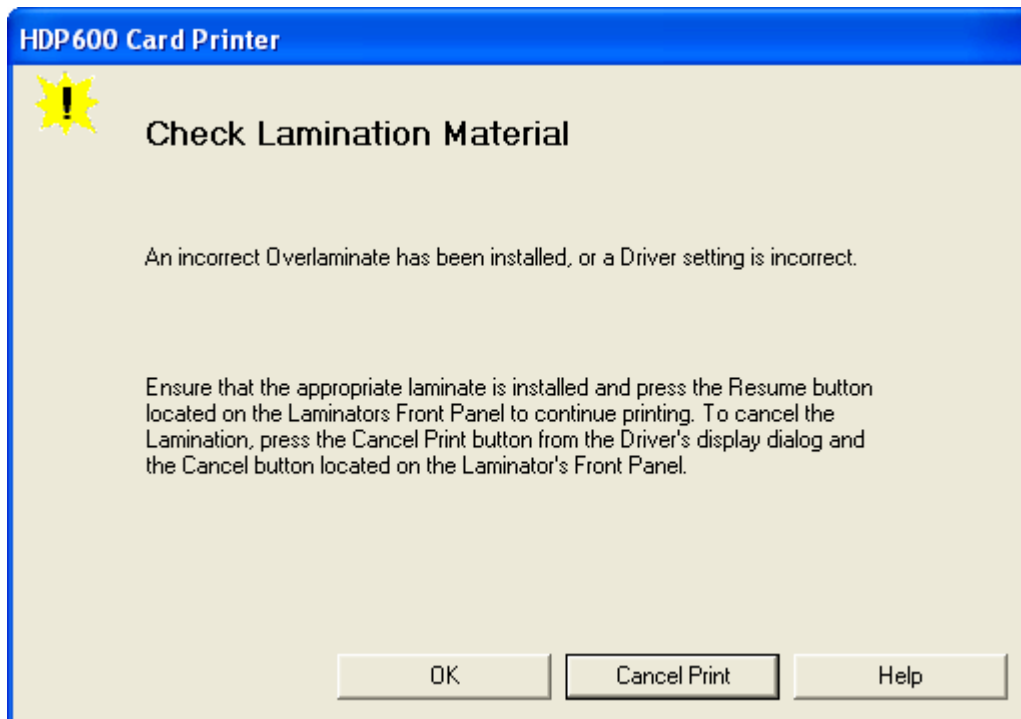 HDP600 Card Printer
Check Lamination Material
An incorrect Overlaminate has been installed, or a Driver setting is incorrect.
Ensure that the appropriate laminate is installed and press the Resume button
located on the Laminators Front Panel to continue printing. To cancel the
Lamination, press the Cancel Print button from the Driver's display dialog and
the Cancel button located on the Laminator's Front Panel.
OK Cancel Print Help